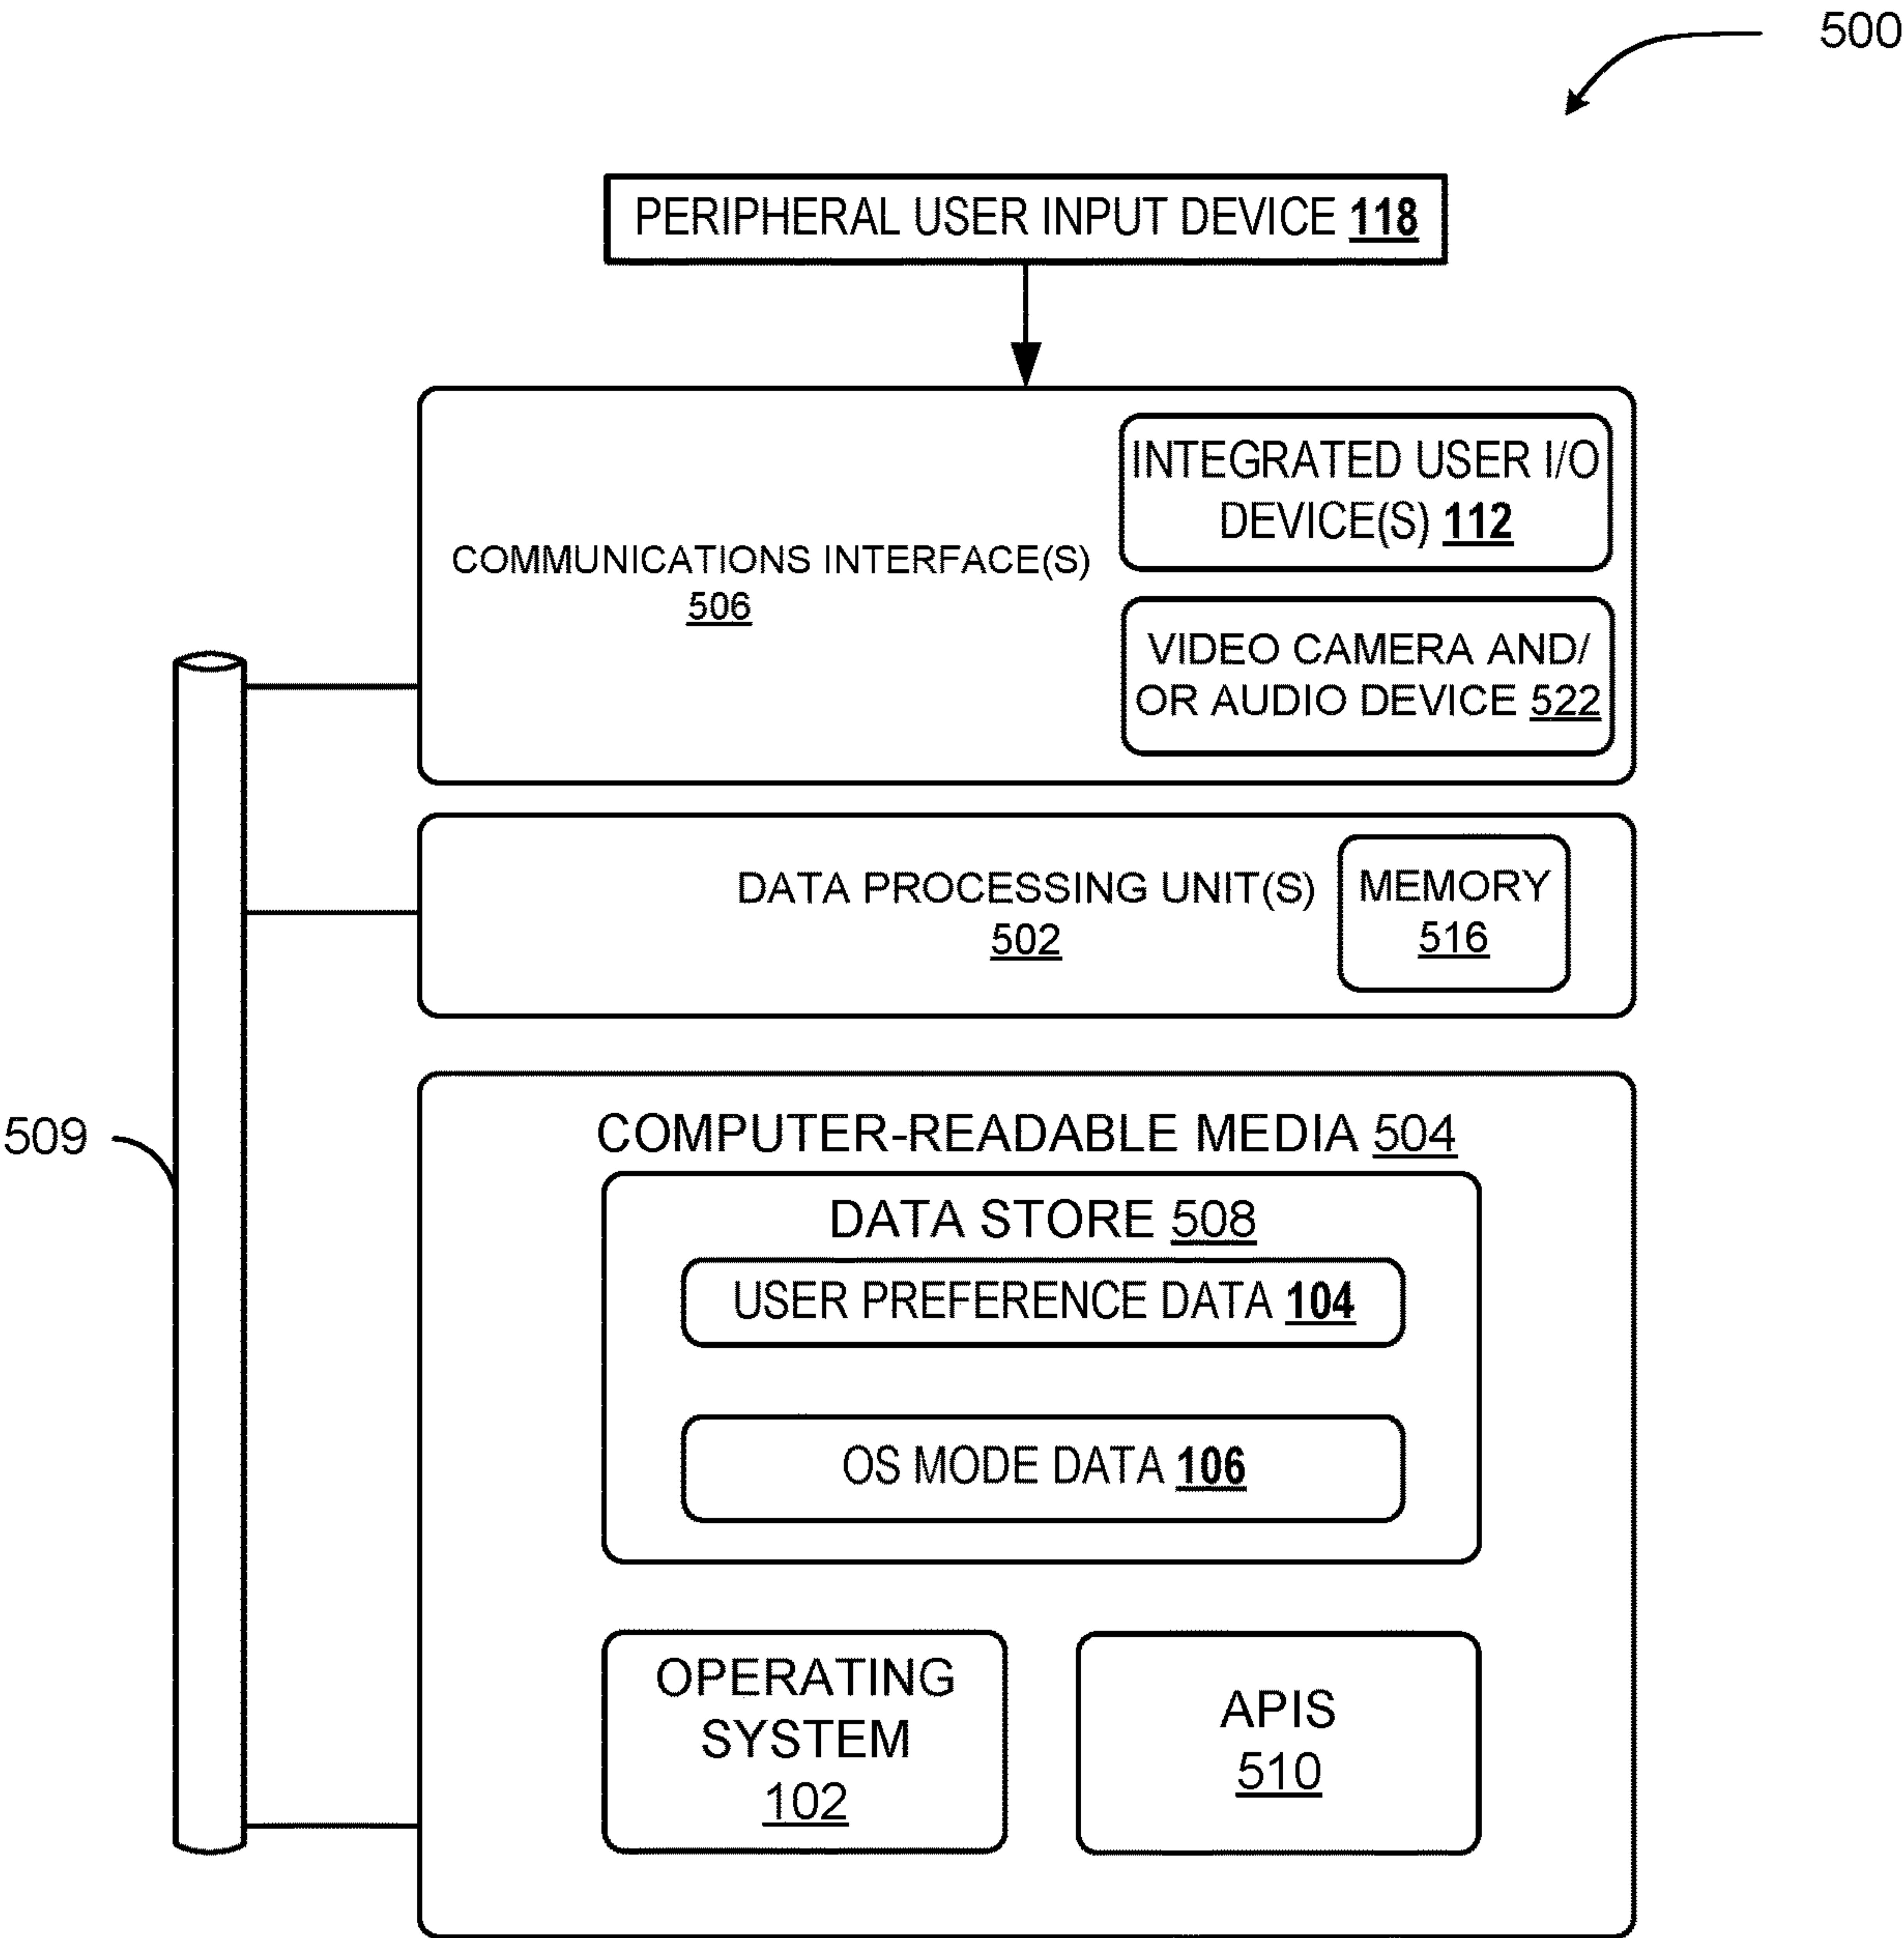 500
PERIPHERAL USER INPUT DEVICE 118
INTEGRATED USER I/O
DEVICE(S) 112
COMMUNICATIONS INTERFACE(S)
506
VIDEO CAMERA AND/
OR AUDIO DEVICE 522
DATA PROCESSING UNIT(S)
502
MEMORY
516
509
COMPUTER-READABLE MEDIA 504
DATA STORE 508
USER PREFERENCE DATA 104
OS MODE DATA 106
OPERATING
SYSTEM
102
APIS
510